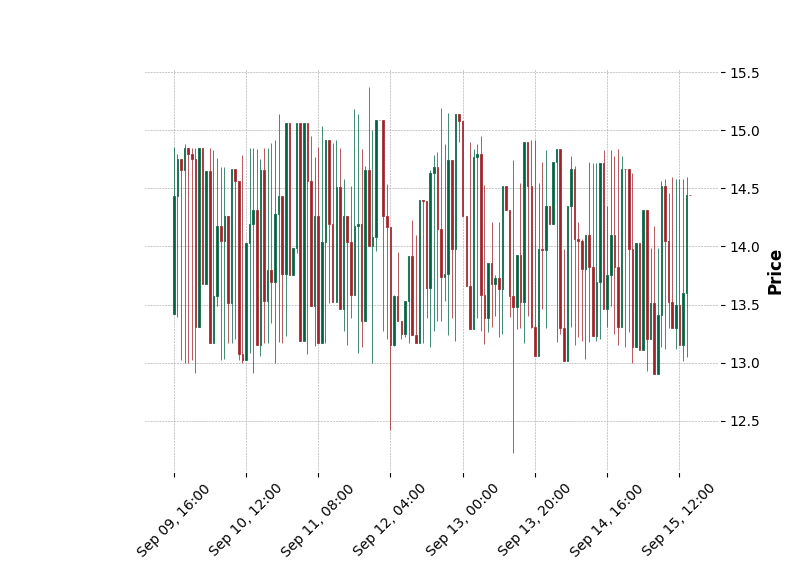 15.5
15.0
14.5
14.0
13.5
13.0
12.5
Price
Sep 09, 16:00
Sep 10, 12:00
Sep 11, 08:00
Sep 12, 04:00
Sep 13, 00:00
Sep 13, 20:00
Sep 14, 16:00
Sep 15, 12:00